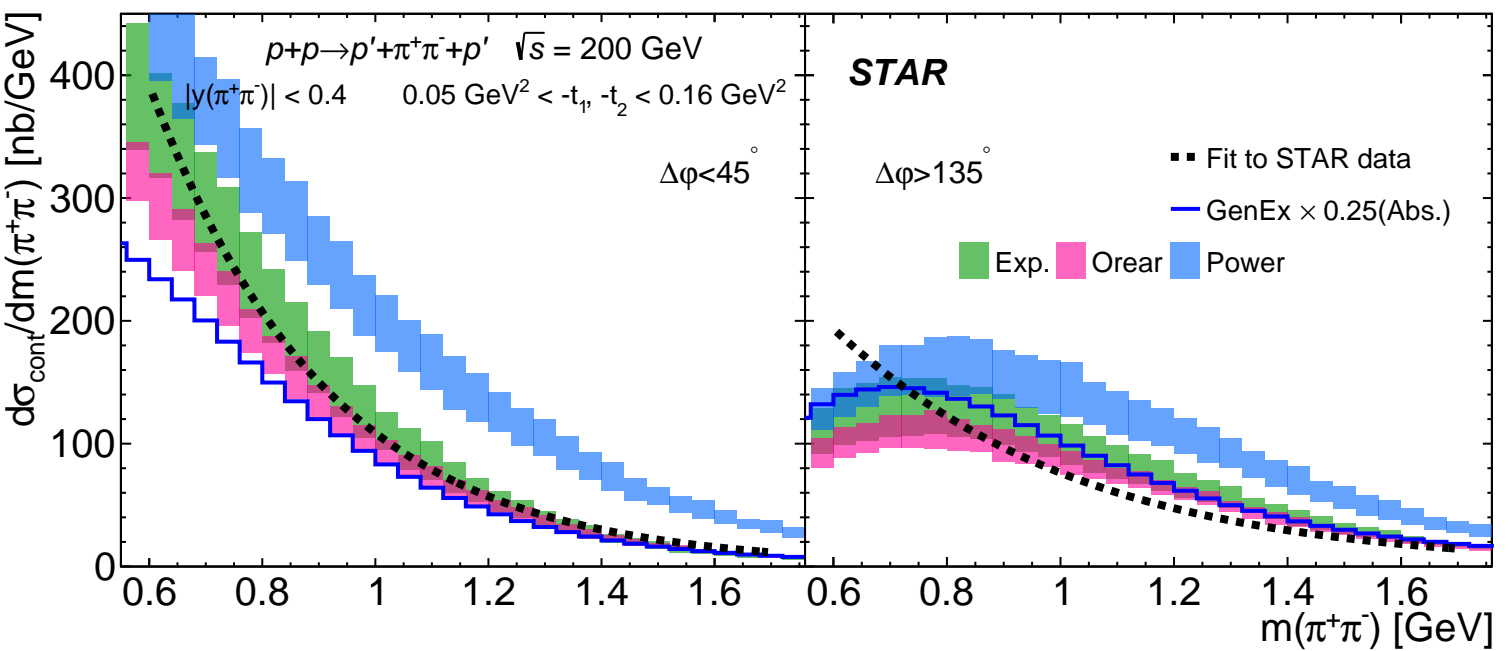 dσ_cont/dm(π⁺π⁻) [nb/GeV]
400
300
200
100
0
p+p→p′+π⁺π⁻+p′ √s = 200 GeV
|y(π⁺π⁻)| < 0.4 0.05 GeV² < -t₁, -t₂ < 0.16 GeV²
Δφ<45°
STAR
Δφ>135°
Fit to STAR data
GenEx × 0.25(Abs.)
Exp. Orear Power
0.6 0.8 1 1.2 1.4 1.6 0.6 0.8 1 1.2 1.4 1.6
m(π⁺π⁻) [GeV]